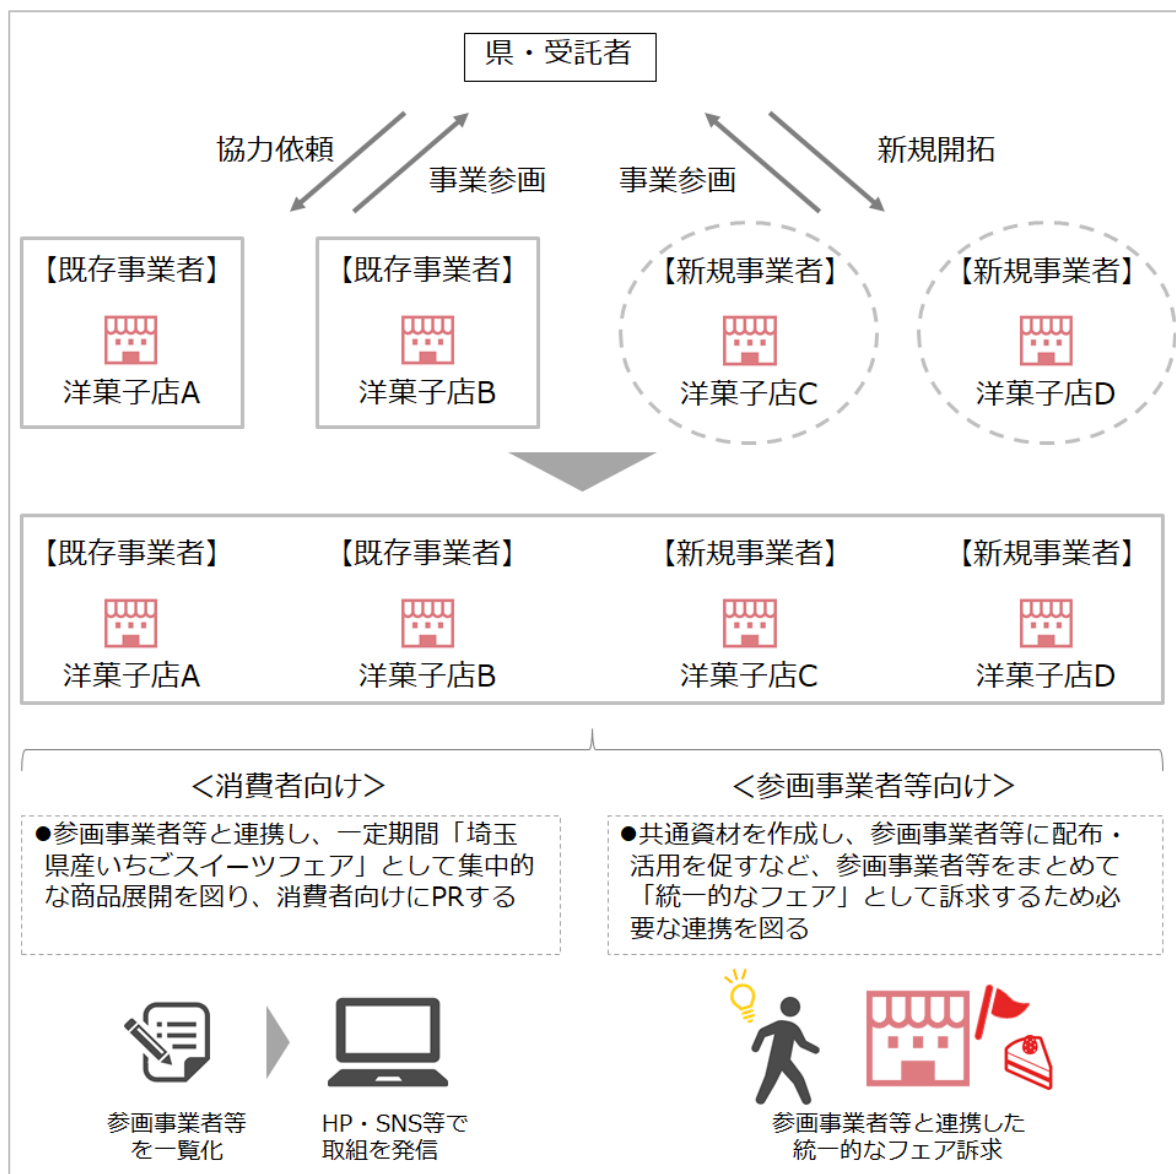 県・受託者
協力依頼
事業参画
事業参画
新規開拓
【既存事業者】
洋菓子店A
【既存事業者】
洋菓子店B
【新規事業者】
洋菓子店C
【新規事業者】
洋菓子店D
【既存事業者】
洋菓子店A
【既存事業者】
洋菓子店B
【新規事業者】
洋菓子店C
【新規事業者】
洋菓子店D
＜消費者向け＞
●参画事業者等と連携し、一定期間「埼玉
県産いちごスイーツフェア」として集中的
な商品展開を図り、消費者向けにPRする
参画事業者等
を一覧化
HP・SNS等で
取組を発信
＜参画事業者等向け＞
●共通資材を作成し、参画事業者等に配布・
活用を促すなど、参画事業者等をまとめて
「統一的なフェア」として訴求するため必
要な連携を図る
参画事業者等と連携した
統一的なフェア訴求